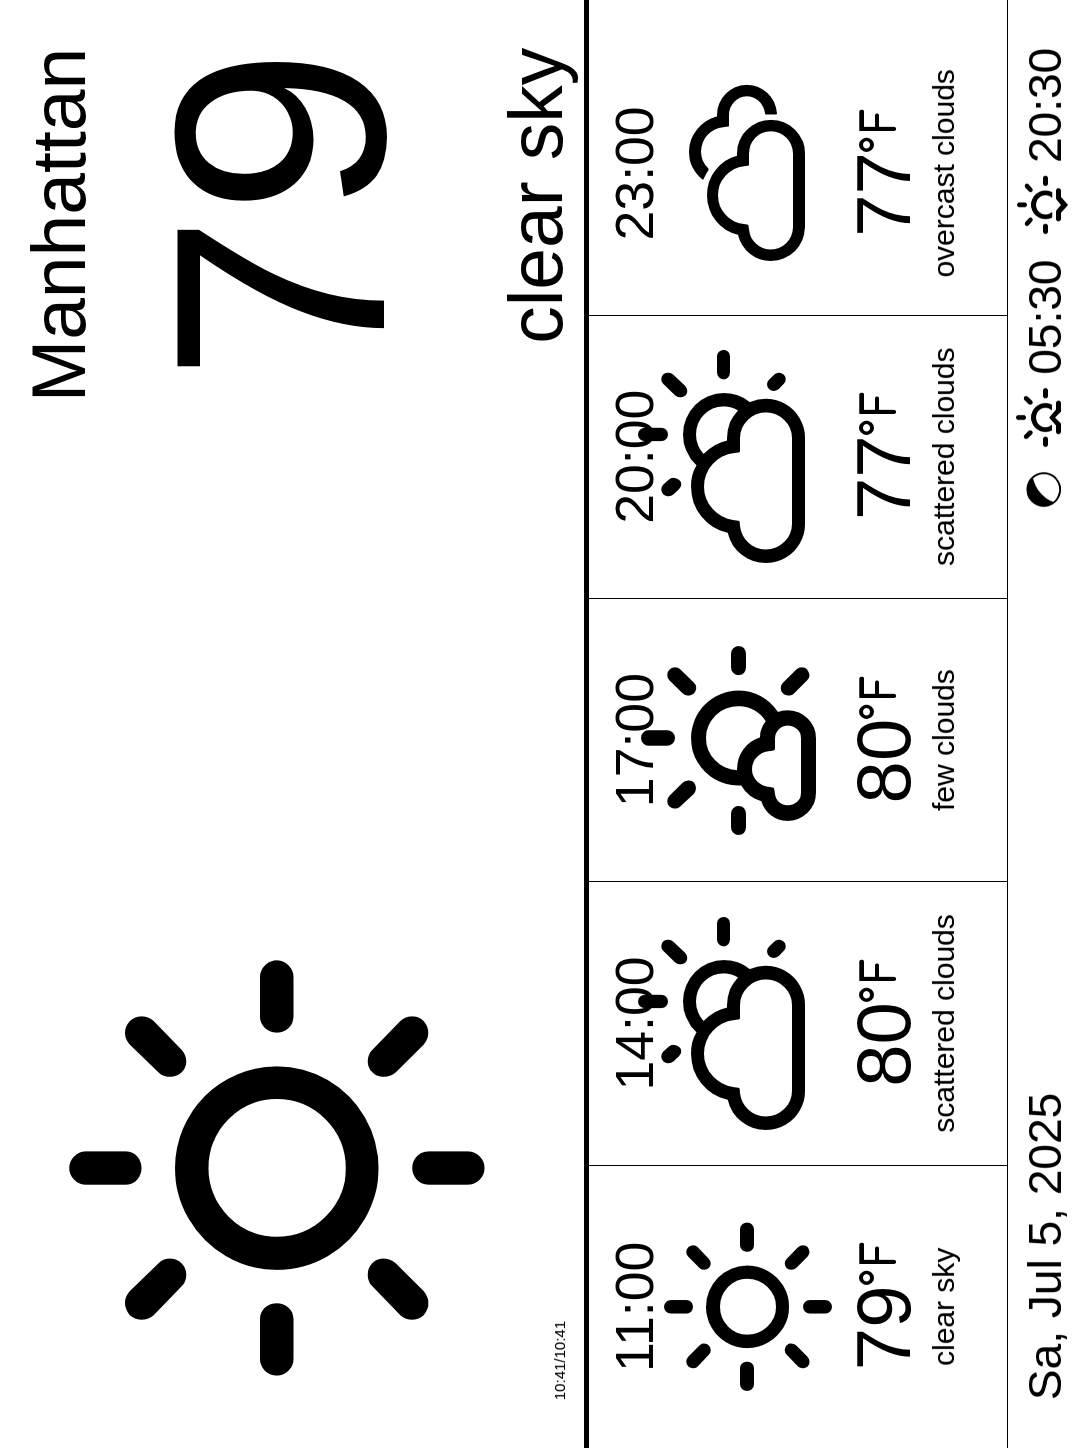 Manhattan
79
clear sky
10:41/10:41
11:00
14:00
17:00
20:00
23:00
79°F
80°F
80°F
77°F
77°F
clear sky
scattered clouds
few clouds
scattered clouds
overcast clouds
Sa, Jul 5, 2025
05:30
20:30